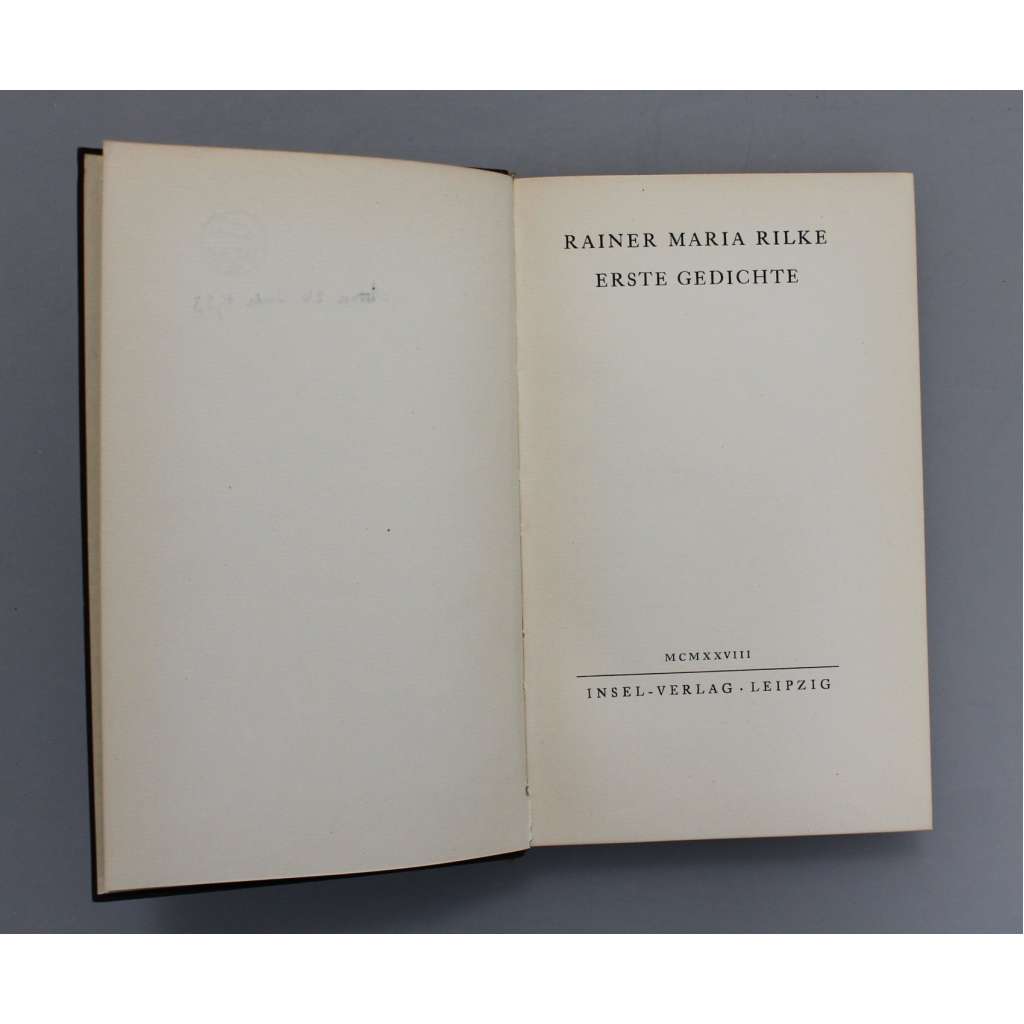 RAINER MARIA RILKE
ERSTE GEDICHTE
MCMXXVIII
INSEL-VERLAG · LEIPZIG